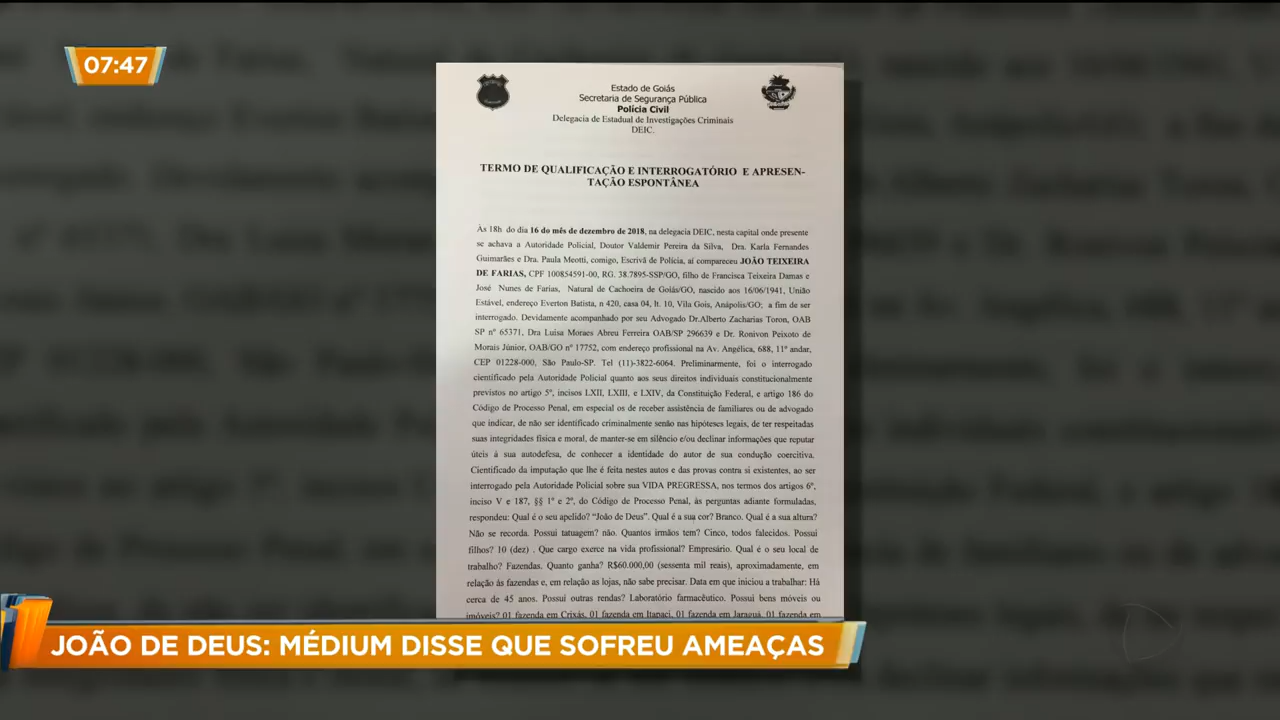 07:47
Estado de Goiás
Secretaria de Segurança Pública
Polícia Civil
Delegacia de Estadual de Investigações Criminais
DEIC.
TERMO DE QUALIFICAÇÃO E INTERROGATÓRIO E APRESEN-
TAÇÃO ESPONTÂNEA
Às 18h. do dia 16 do mês de dezembro de 2018, na delegacia DEIC, nesta capital onde presente
se achava a Autoridade Policial, Doutor Valdemir Pereira da Silva, Dra. Karla Fernandes
Guimarães e Dra. Paula Meotti, comigo, Escrivã de Polícia, aí compareceu JOÃO TEIXEIRA
DE FARIAS, CPF 100854591-00, RG. 38.7895-SSP/GO, filho de Francisca Teixeira Damas e
José Nunes de Farias, Natural de Cachoeira de Goiás/GO, nascido aos 16/06/1941, União
Estável, endereço Everton Batista, n 420, casa 04, lt. 10, Vila Gois, Anápolis/GO; a fim de ser
interrogado. Devidamente acompanhado por seu Advogado Dr.Alberto Zacharias Toron, OAB
SP nº 65371, Dra Luisa Moraes Abreu Ferreira OAB/SP 296639 e Dr. Ronivon Peixoto de
Morais Júnior, OAB/GO nº 17752, com endereço profissional na Av. Angélica, 688, 11º andar,
CEP 01228-000, São Paulo-SP. Tel (11)-3822-6064. Preliminarmente, foi o interrogado
cientificado pela Autoridade Policial quanto aos seus direitos individuais constitucionalmente
previstos no artigo 5º, incisos LXII, LXIII, e LXIV, da Constituição Federal, e artigo 186 do
Código de Processo Penal, em especial os de receber assistência de familiares ou de advogado
que indicar, de não ser identificado criminalmente senão nas hipóteses legais, de ter respeitadas
suas integridades física e moral, de manter-se em silêncio e/ou declinar informações que reputar
úteis à sua autodefesa, de conhecer a identidade do autor de sua condução coercitiva.
Cientificado da imputação que lhe é feita nestes autos e das provas contra si existentes, ao ser
interrogado pela Autoridade Policial sobre sua VIDA PREGRESSA, nos termos dos artigos 6º,
inciso V e 187, §§ 1º e 2º, do Código de Processo Penal, às perguntas adiante formuladas,
respondeu: Qual é o seu apelido? “João de Deus”. Qual é a sua cor? Branco. Qual é a sua altura?
Não se recorda. Possui tatuagem? não. Quantos irmãos tem? Cinco, todos falecidos. Possui
filhos? 10 (dez) . Que cargo exerce na vida profissional? Empresário. Qual é o seu local de
trabalho? Fazendas. Quanto ganha? R$60.000,00 (sessenta mil reais), aproximadamente, em
relação ás fazendas e, em relação as lojas, não sabe precisar. Data em que iniciou a trabalhar: Há
cerca de 45 anos. Possui outras rendas? Laboratório farmacêutico. Possui bens móveis ou
imóveis? 01 fazenda em Crixás, 01 fazenda em Itapaci, 01 fazenda em Jaraguá, 01 fazenda em
JOÃO DE DEUS: MÉDIUM DISSE QUE SOFREU AMEAÇAS